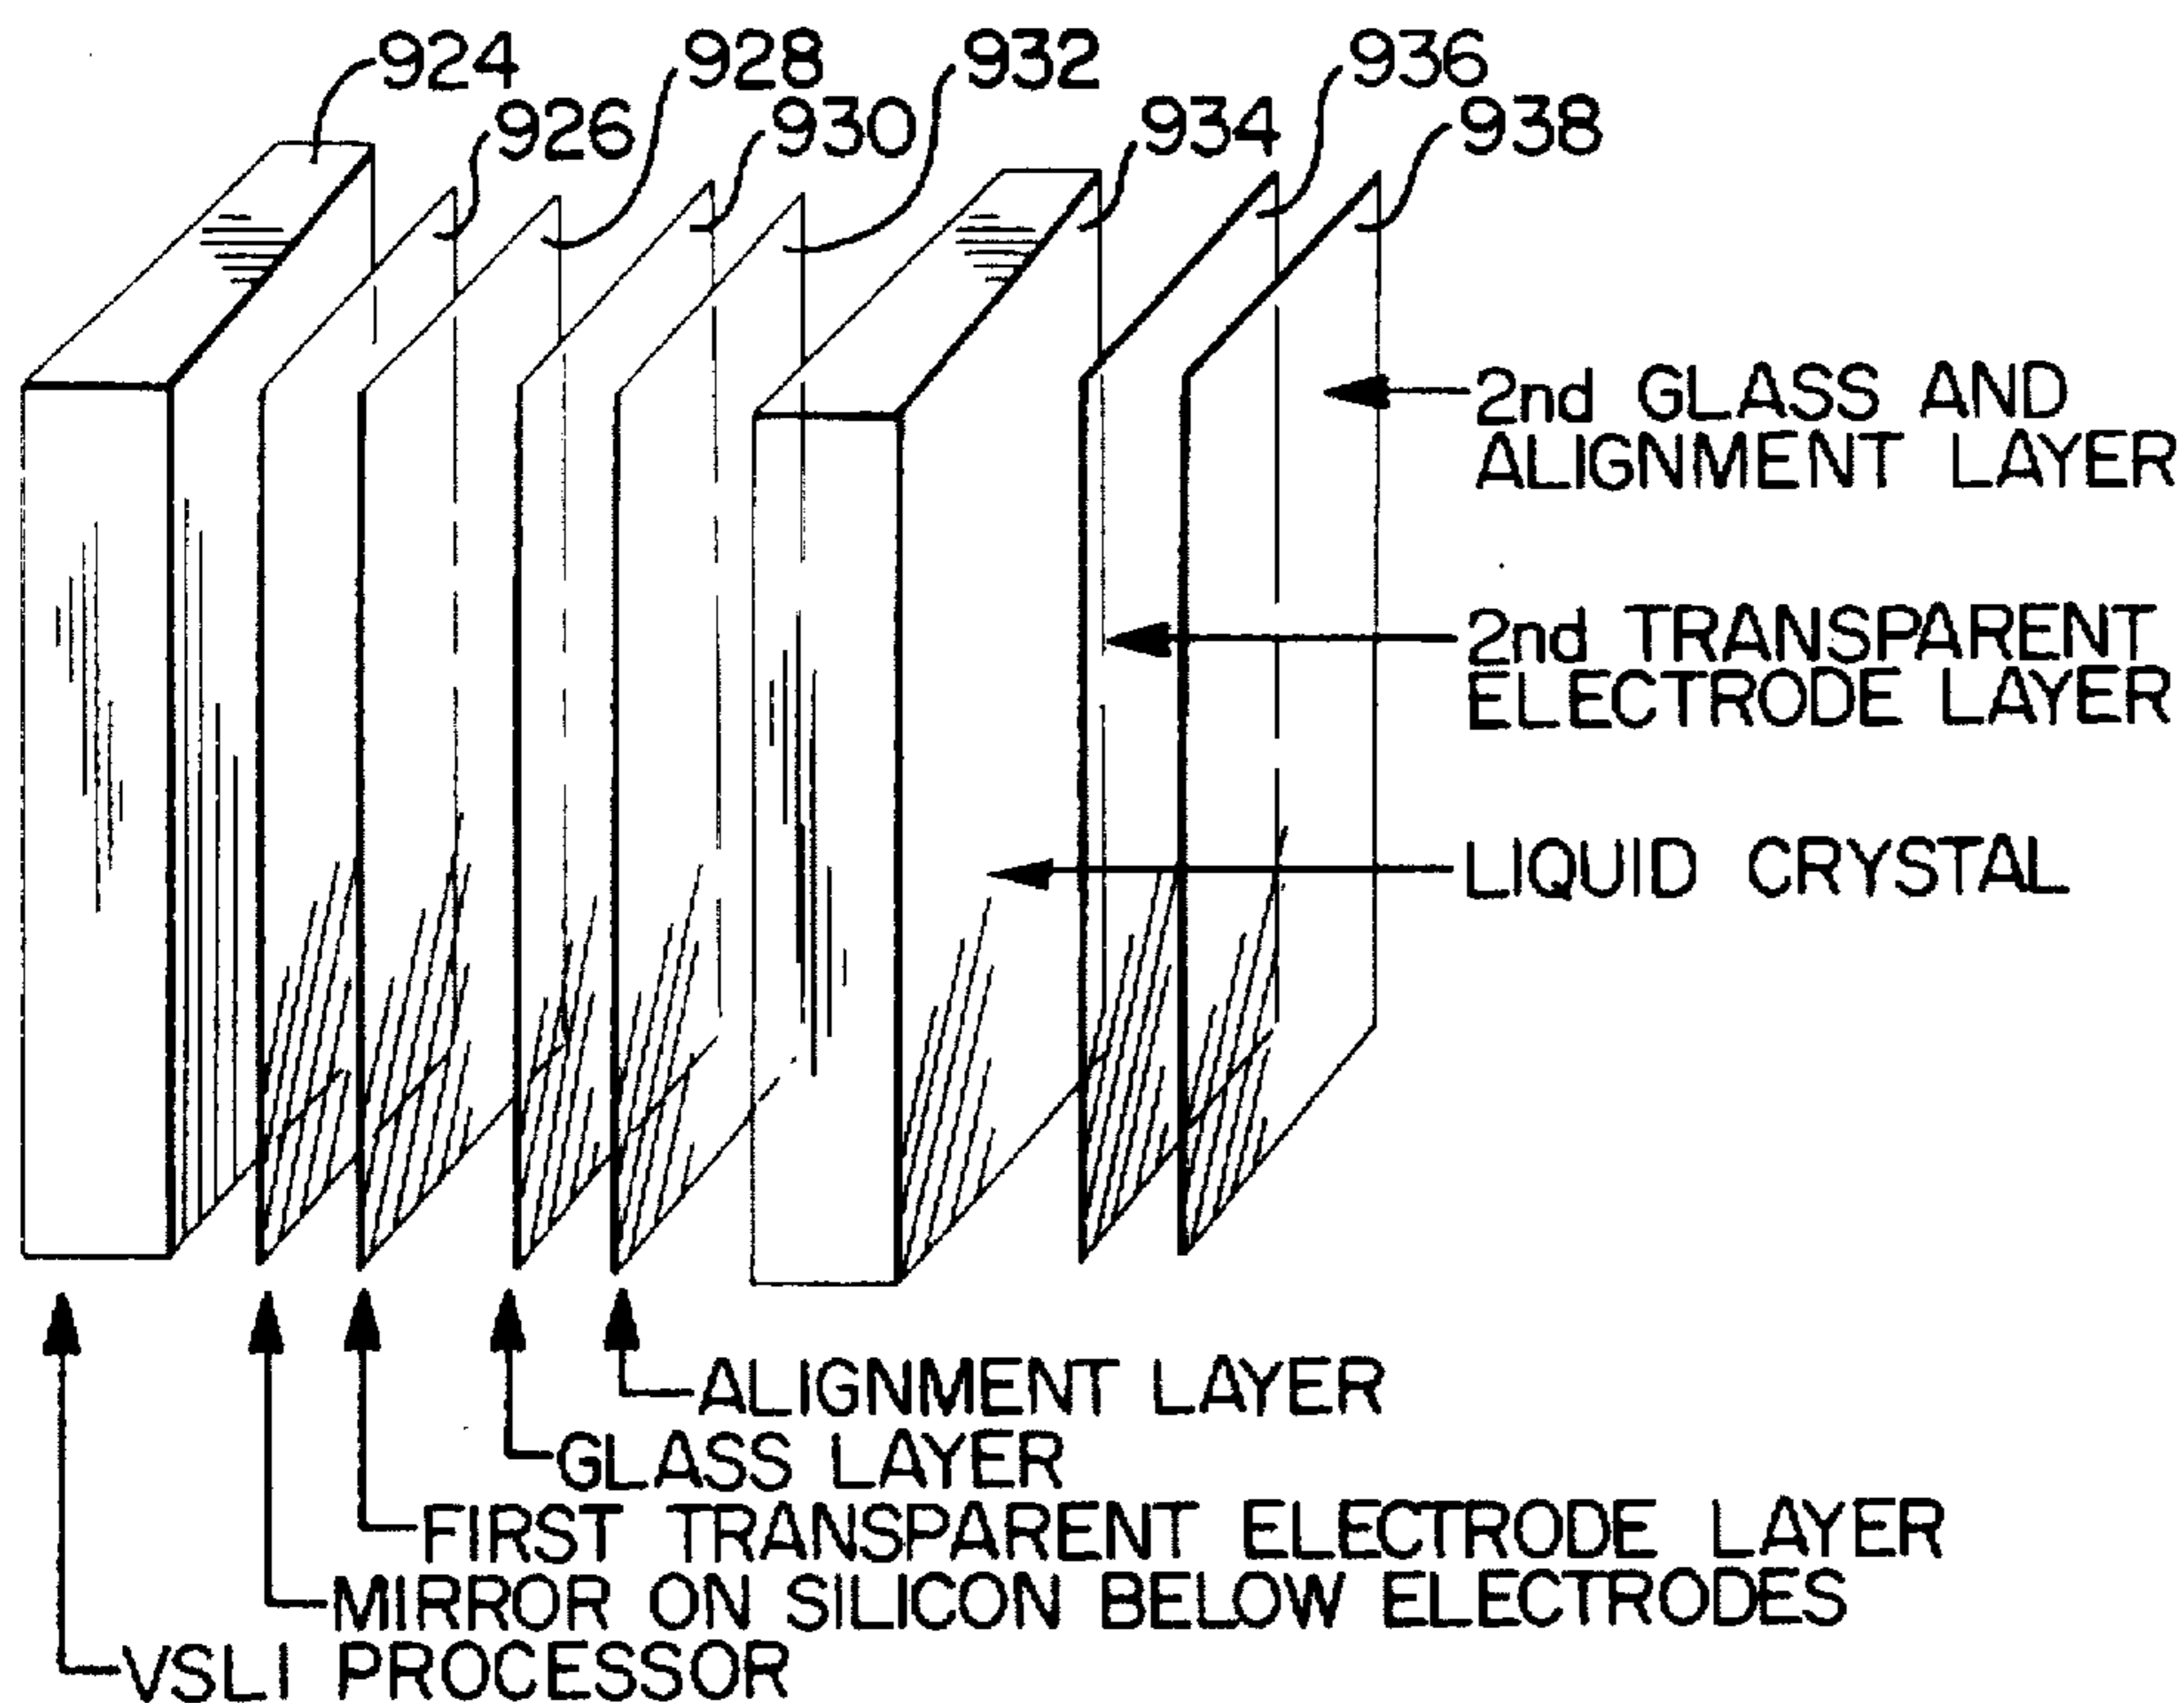 924
928
932
936
926
930
934
938
2nd GLASS AND
ALIGNMENT LAYER
2nd TRANSPARENT
ELECTRODE LAYER
LIQUID CRYSTAL
ALIGNMENT LAYER
GLASS LAYER
FIRST TRANSPARENT ELECTRODE LAYER
MIRROR ON SILICON BELOW ELECTRODES
VSLI PROCESSOR